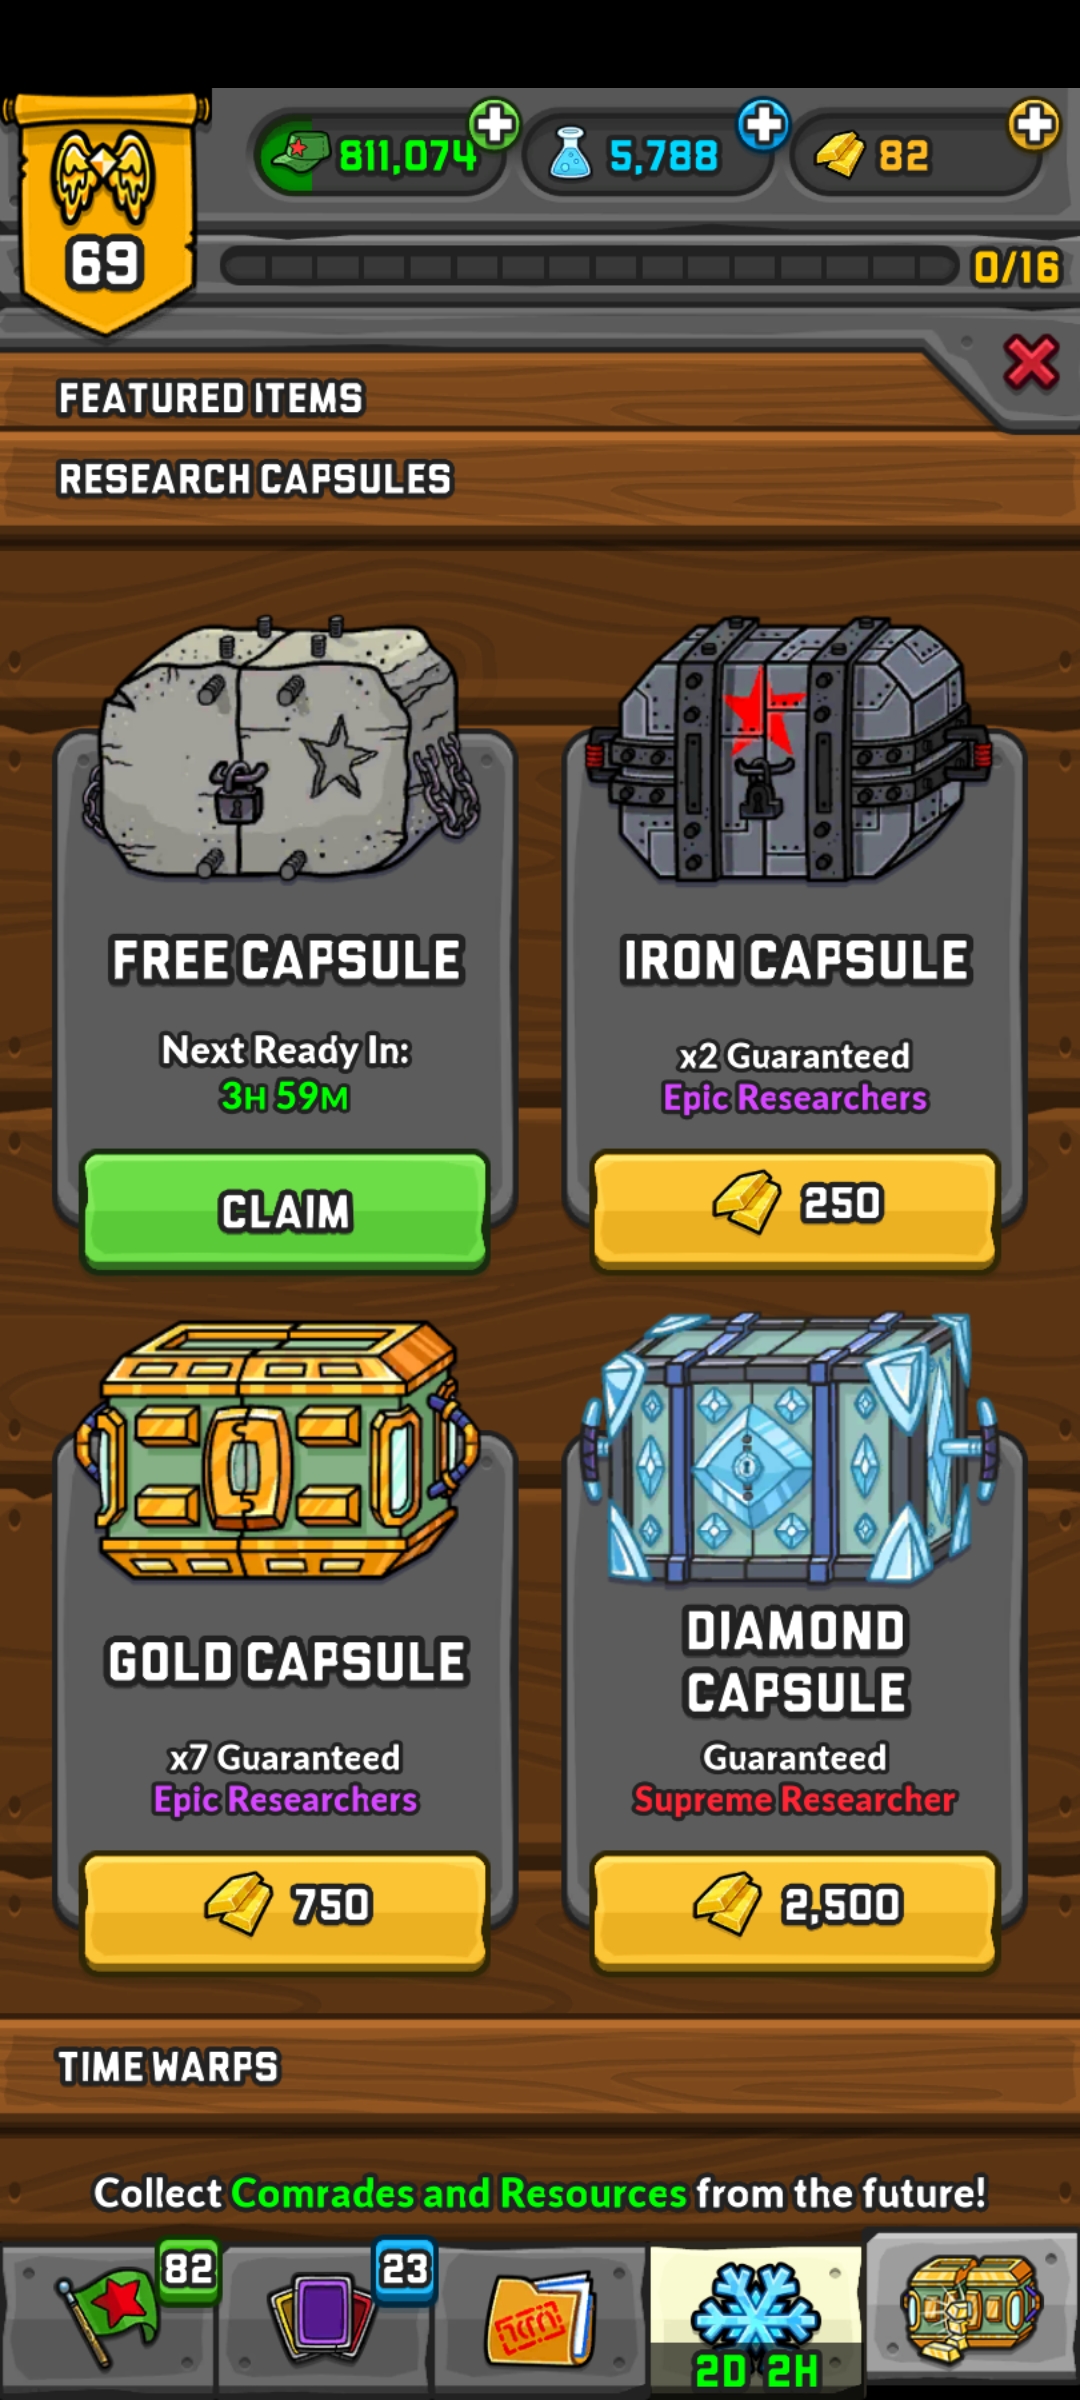 811,074
5,788
82
69
0/16
FEATURED ITEMS
RESEARCH CAPSULES
FREE CAPSULE
Next Ready In:
3H 59M
CLAIM
IRON CAPSULE
x2 Guaranteed
Epic Researchers
250
GOLD CAPSULE
x7 Guaranteed
Epic Researchers
750
DIAMOND
CAPSULE
Guaranteed
Supreme Researcher
2,500
TIME WARPS
Collect Comrades and Resources from the future!
82
23
2D 2H